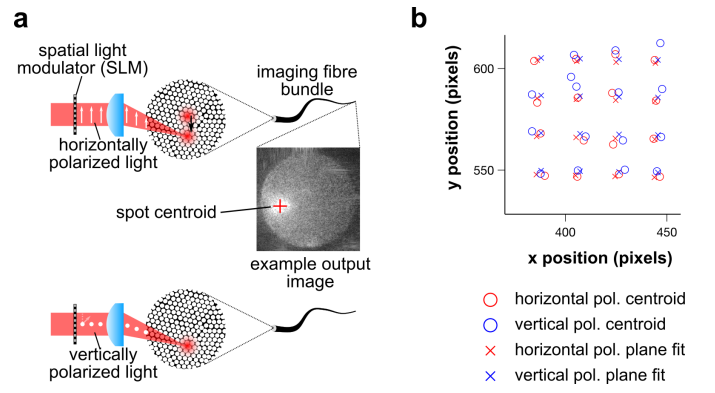 a
spatial light
modulator (SLM)
horizontally
polarized light
imaging fibre
bundle
spot centroid
example output
image
vertically
polarized light
b
y position (pixels)
600
550
400
450
x position (pixels)
horizontal pol. centroid
vertical pol. centroid
horizontal pol. plane fit
vertical pol. plane fit